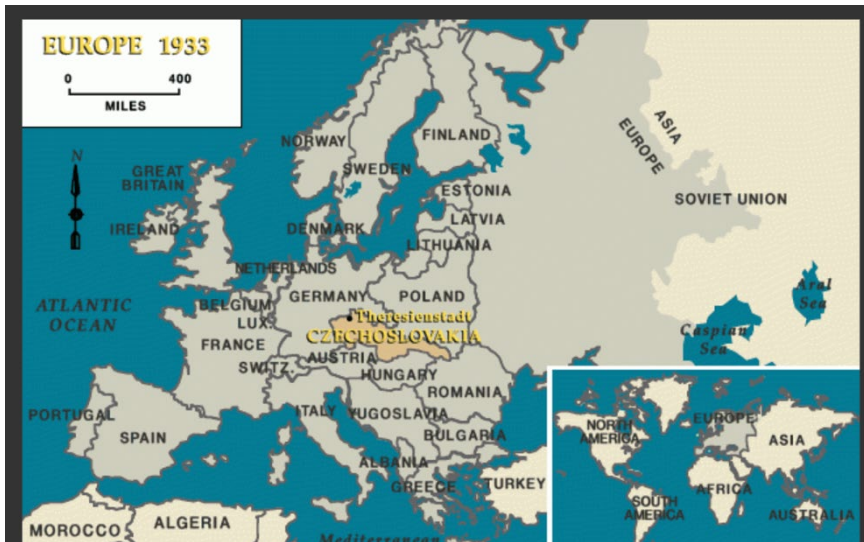 EUROPE 1933
0 400
MILES
N
NORWAY
FINLAND
ASIA
EUROPE
GREAT
BRITAIN
SWEDEN
ESTONIA
SOVIET UNION
LATVIA
IRELAND
DENMARK
LITHUANIA
NETHERLANDS
ATLANTIC
OCEAN
BELGIUM
GERMANY
POLAND
Aral
Sea
LUX.
Theresienstadt
CZECHOSLOVAKIA
Caspian
Sea
FRANCE
AUSTRIA
SWITZ.
HUNGARY
ROMANIA
PORTUGAL
SPAIN
ITALY
YUGOSLAVIA
BULGARIA
ALBANIA
GREECE
TURKEY
MOROCCO
ALGERIA
Mediterranean
NORTH
AMERICA
EUROPE
ASIA
AFRICA
SOUTH
AMERICA
AUSTRALIA